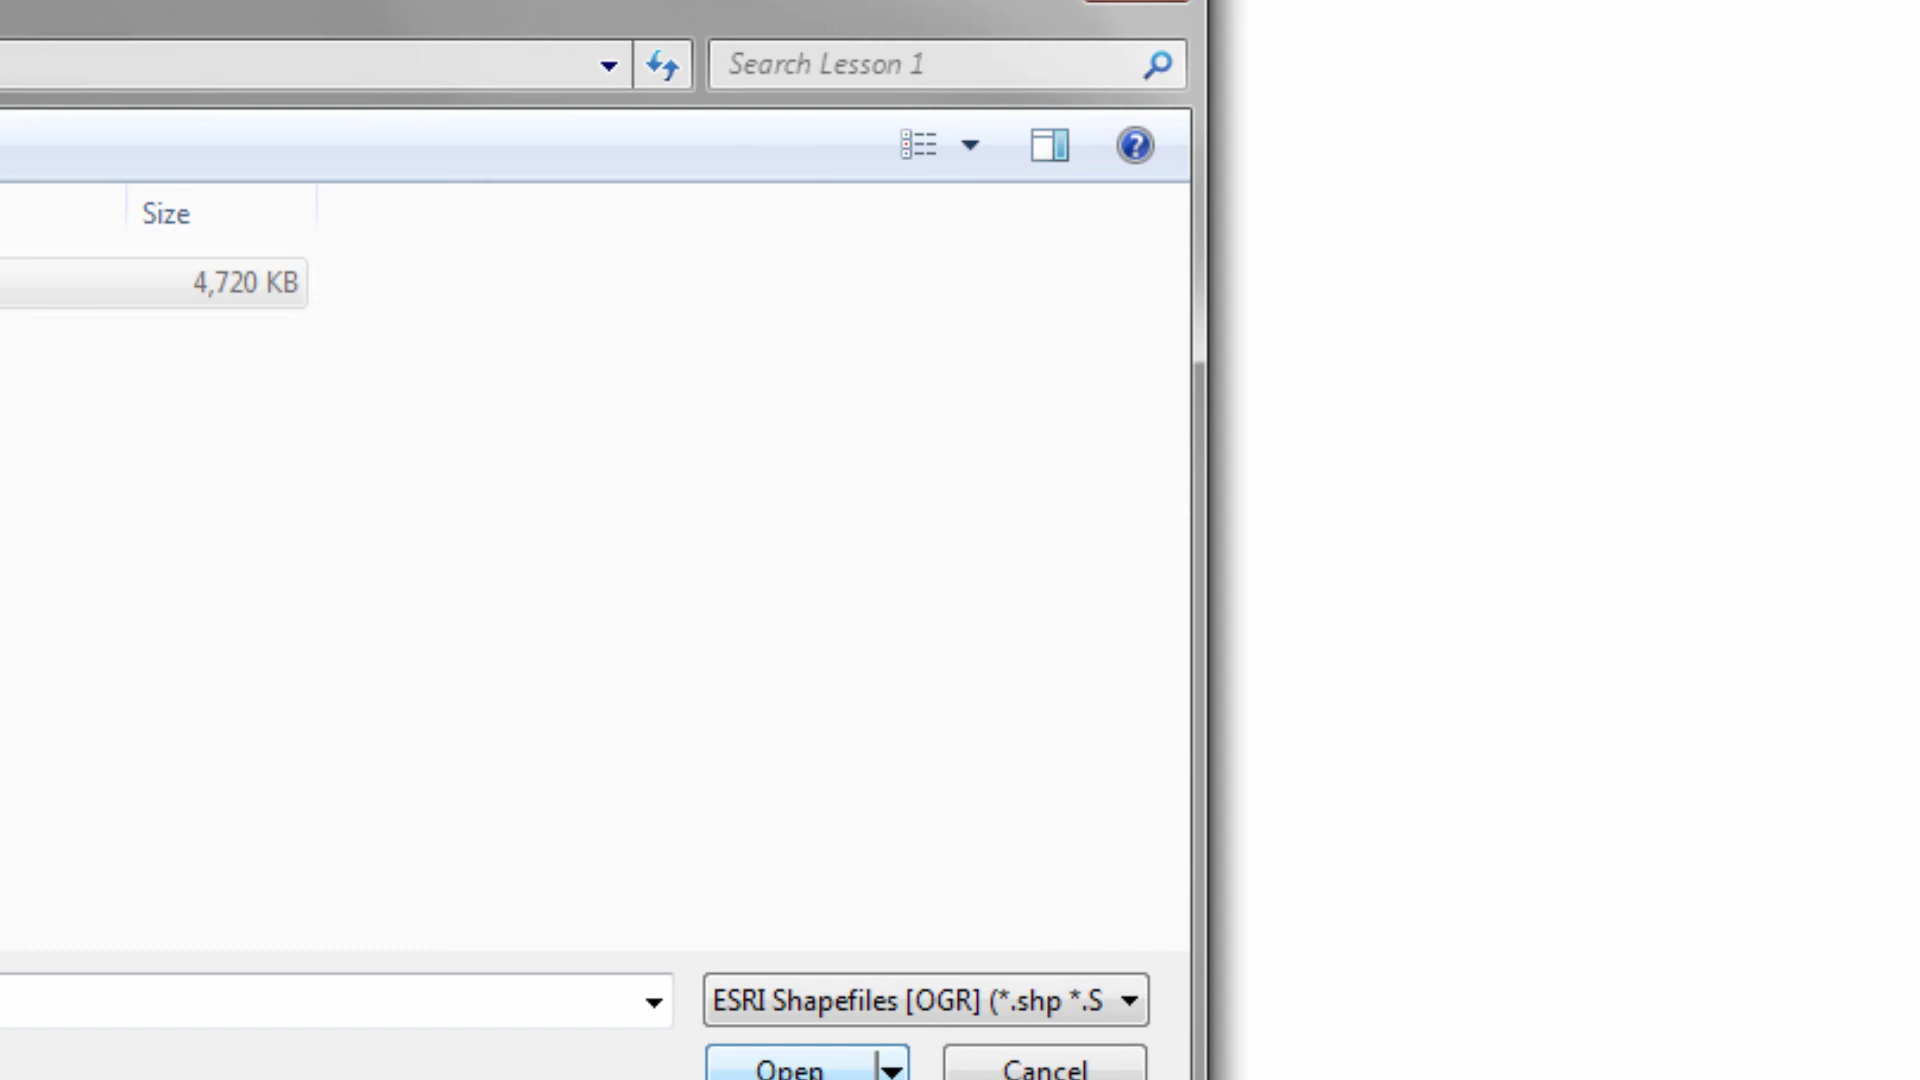 Search Lesson 1
Size
4,720 KB
ESRI Shapefiles [OGR] (*.shp *.S
Open
Cancel